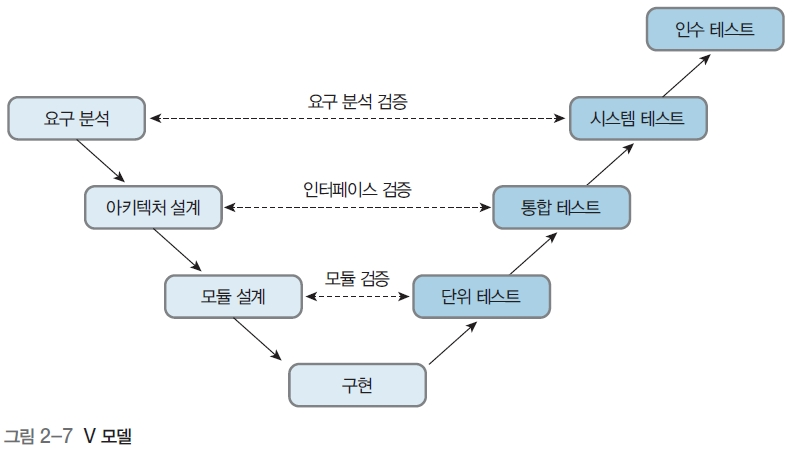 인수 테스트
요구 분석
요구 분석 검증
시스템 테스트
아키텍처 설계
인터페이스 검증
통합 테스트
모듈 설계
모듈 검증
단위 테스트
구현
그림 2-7 V 모델